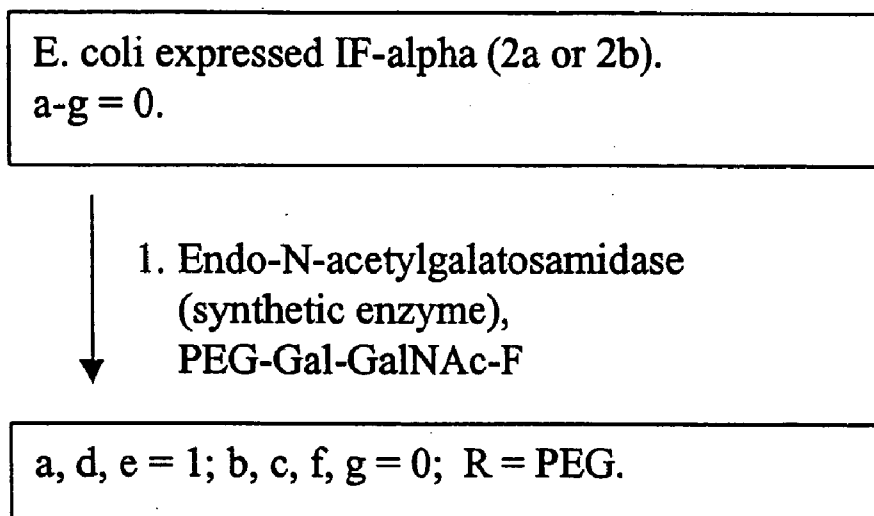 E. coli expressed IF-alpha (2a or 2b).
a-g = 0.
1. Endo-N-acetylgalatosamidase
(synthetic enzyme),
PEG-Gal-GalNAc-F
a, d, e = 1; b, c, f, g = 0; R = PEG.